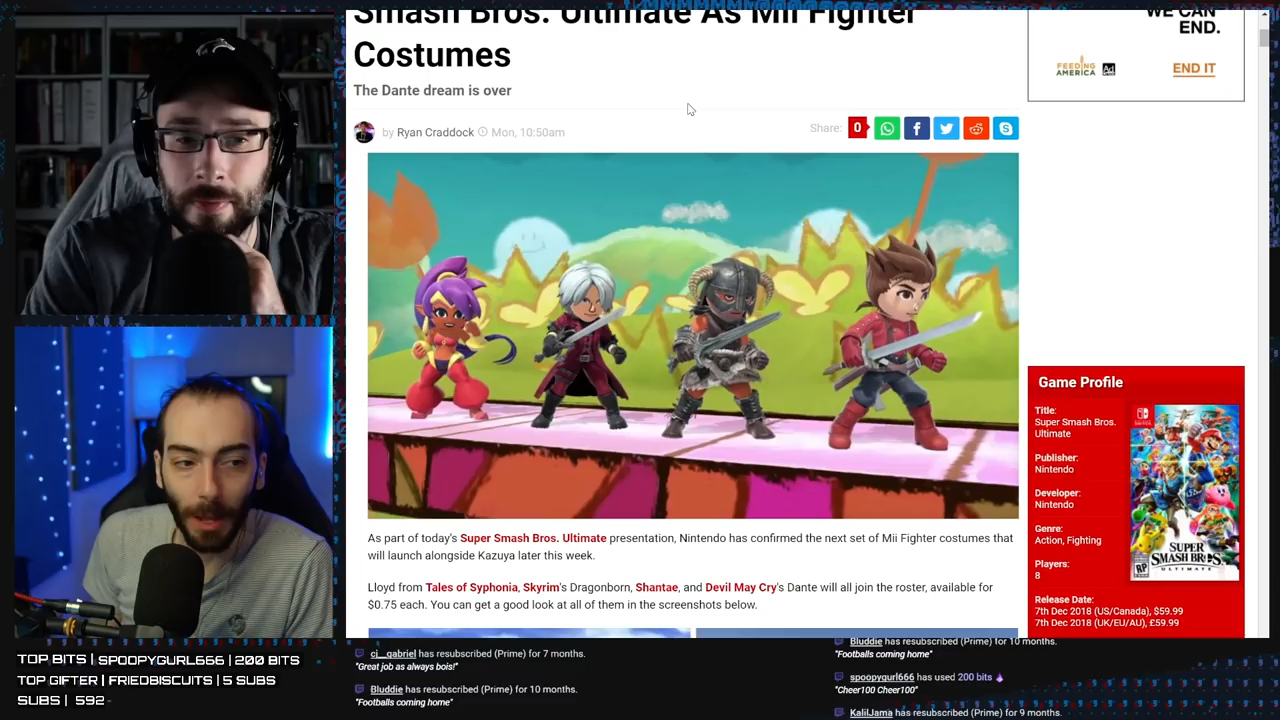 Smash Bros. Ultimate As Mii Fighter
Costumes
The Dante dream is over
by Ryan Craddock Mon, 10:50am
Share: 0
WE CAN
END.
FEEDING
AMERICA
Ad
END IT
Game Profile
Title:
Super Smash Bros.
Ultimate
Publisher:
Nintendo
Developer:
Nintendo
Genre:
Action, Fighting
Players:
8
Release Date:
7th Dec 2018 (US/Canada), $59.99
7th Dec 2018 (UK/EU/AU), £59.99
SUPER
SMASH BROS.
ULTIMATE
RP
As part of today's Super Smash Bros. Ultimate presentation, Nintendo has confirmed the next set of Mii Fighter costumes that
will launch alongside Kazuya later this week.
Lloyd from Tales of Syphonia, Skyrim's Dragonborn, Shantae, and Devil May Cry's Dante will all join the roster, available for
$0.75 each. You can get a good look at all of them in the screenshots below.
TOP BITS | SPOOPYGURL666 | 200 BITS
TOP GIFTER | FRIEDBISCUITS | 5 SUBS
SUBS | 592
cj__gabriel has resubscribed (Prime) for 7 months.
"Great job as always bois!"
Bluddie has resubscribed (Prime) for 10 months.
"Footballs coming home"
Bluddie has resubscribed (Prime) for 10 months.
"Footballs coming home"
spoopygurl666 has used 200 bits
"Cheer100 Cheer100"
KalilJama has resubscribed (Prime) for 9 months.